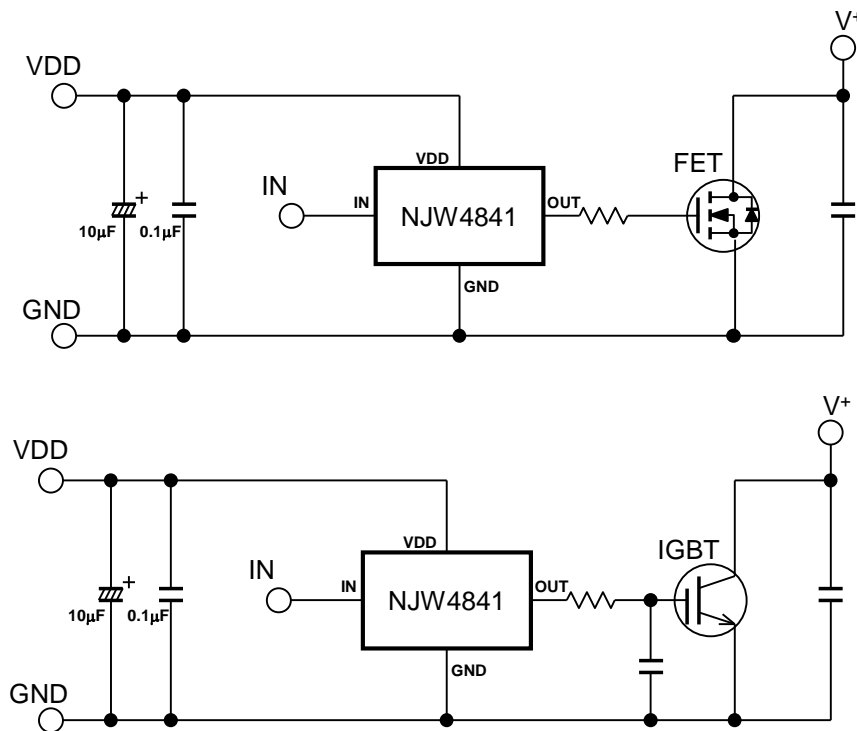 V+
VDD
VDD
FET
IN
IN
NJW4841
OUT
+
10µF
0.1µF
GND
GND
V+
VDD
VDD
IGBT
IN
IN
NJW4841
OUT
+
10µF
0.1µF
GND
GND